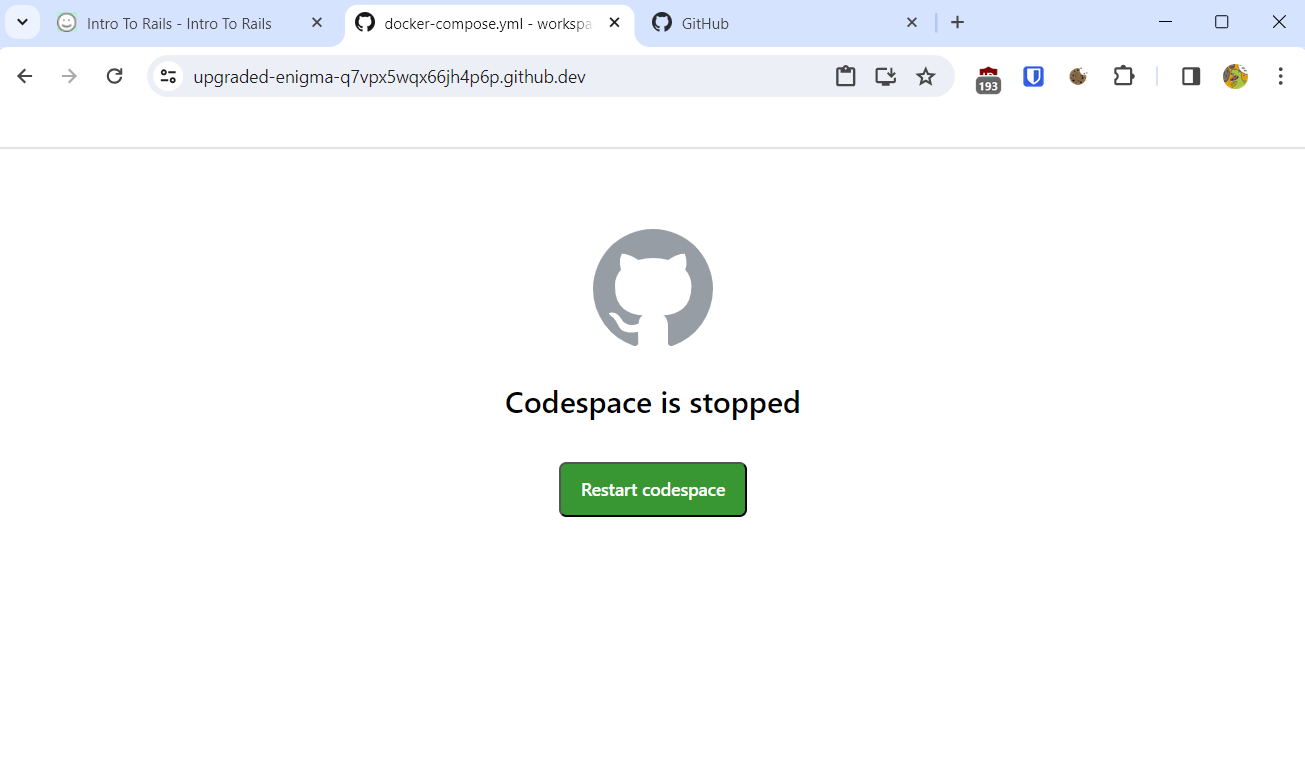 Intro To Rails - Intro To Rails
docker-compose.yml - workspa
GitHub
upgraded-enigma-q7vpx5wqx66jh4p6p.github.dev
193
Codespace is stopped
Restart codespace